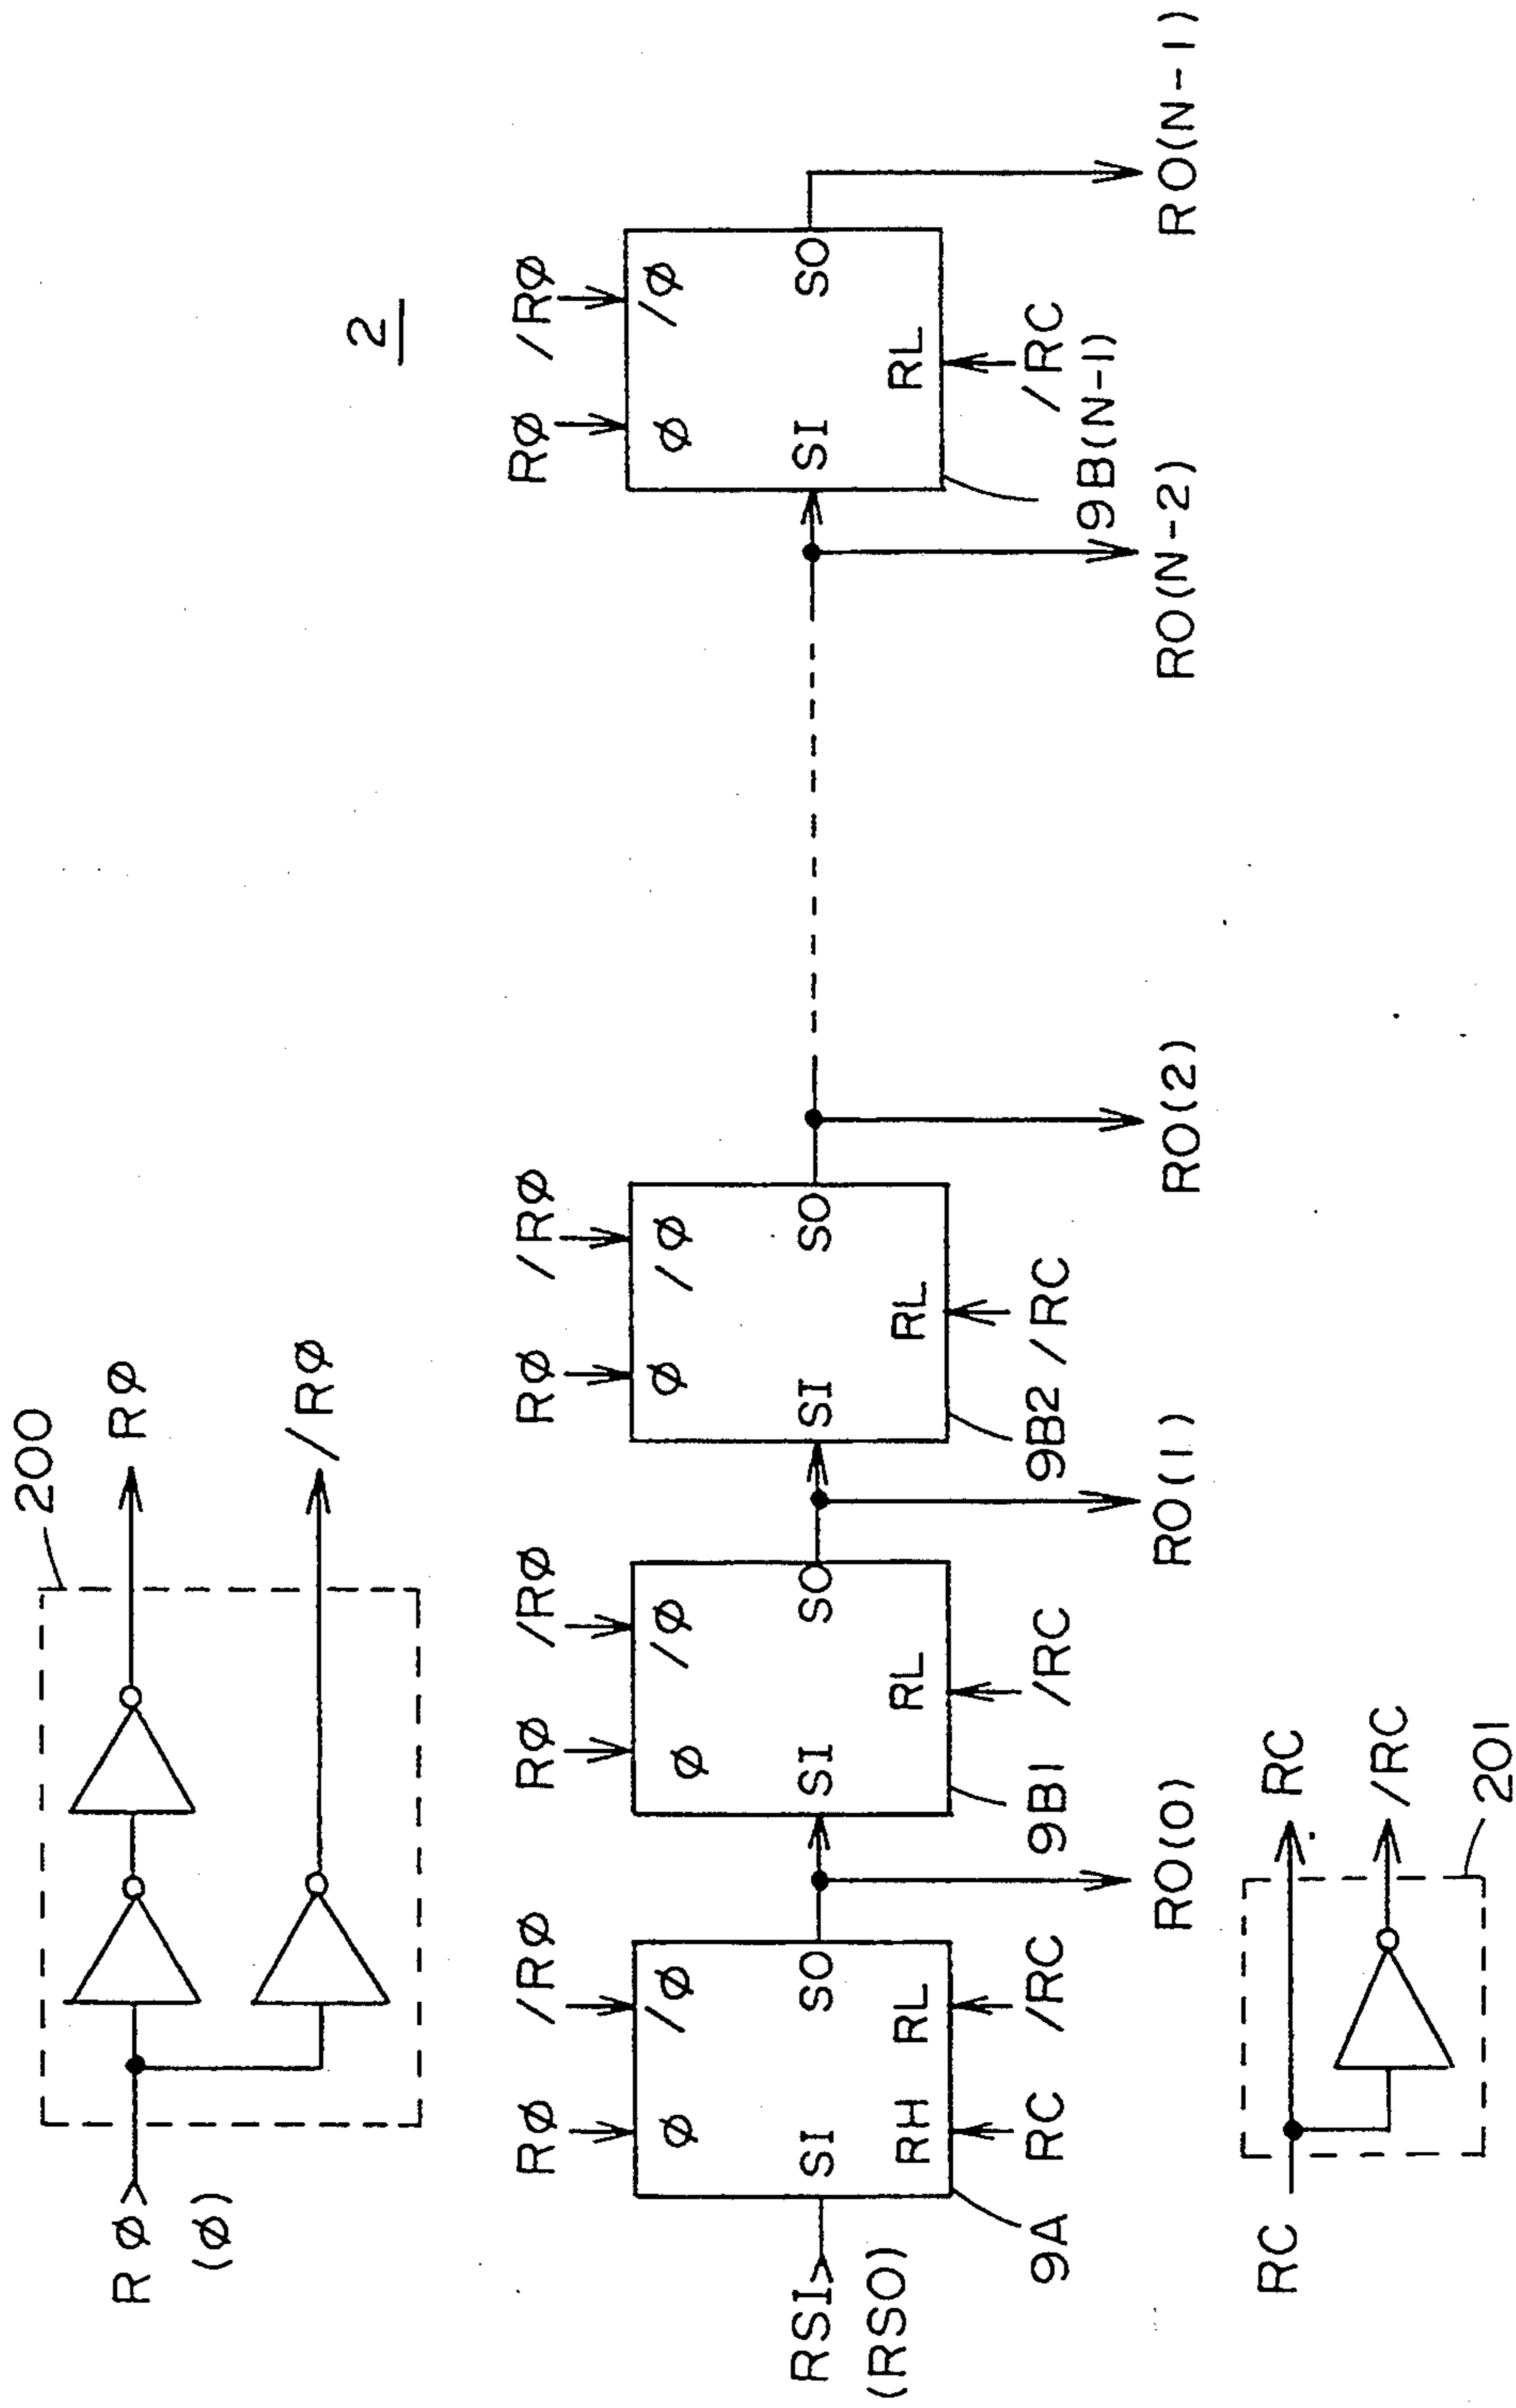 2
200
RØ>
(Ø)
RØ
/RØ
RØ
/RØ
RØ
/RØ
RØ
/RØ
RØ
/RØ
Ø
/Ø
Ø
/Ø
Ø
/Ø
Ø
/Ø
RSI>
(RSO)
SI
SO
SI
SO
SI
SO
SI
SO
RH
RL
RL
RL
RL
9A
RC
/RC
9B1
/RC
9B2
/RC
9B(N-1)
/RC
RO(0)
RO(1)
RO(2)
RO(N-2)
RO(N-1)
RC
RC
/RC
201